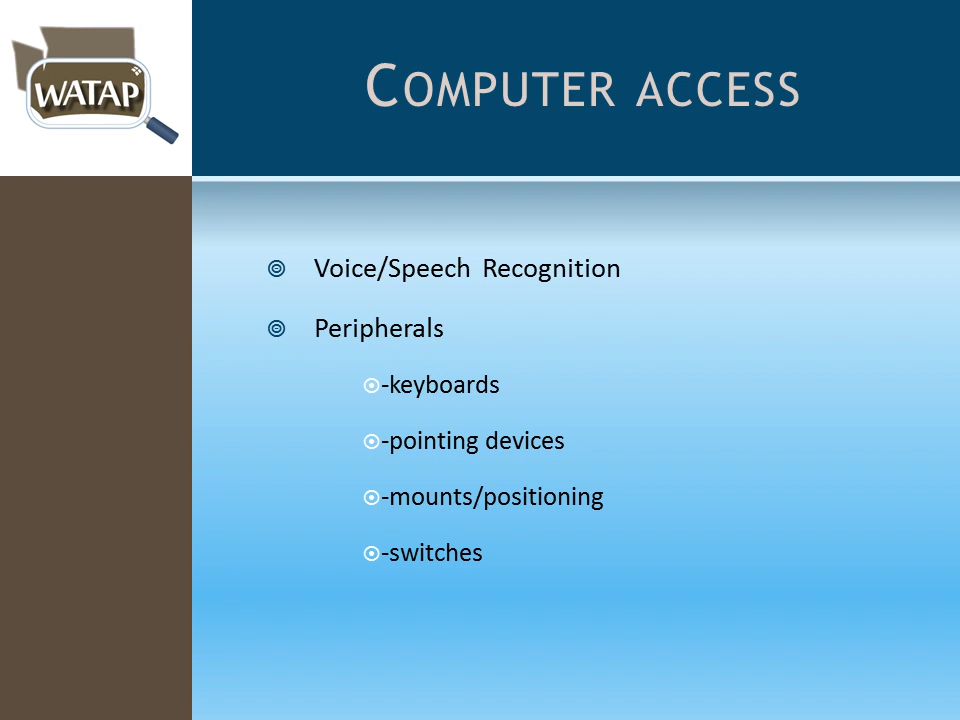 WATAP
COMPUTER ACCESS
Voice/Speech Recognition
Peripherals
-keyboards
-pointing devices
-mounts/positioning
-switches